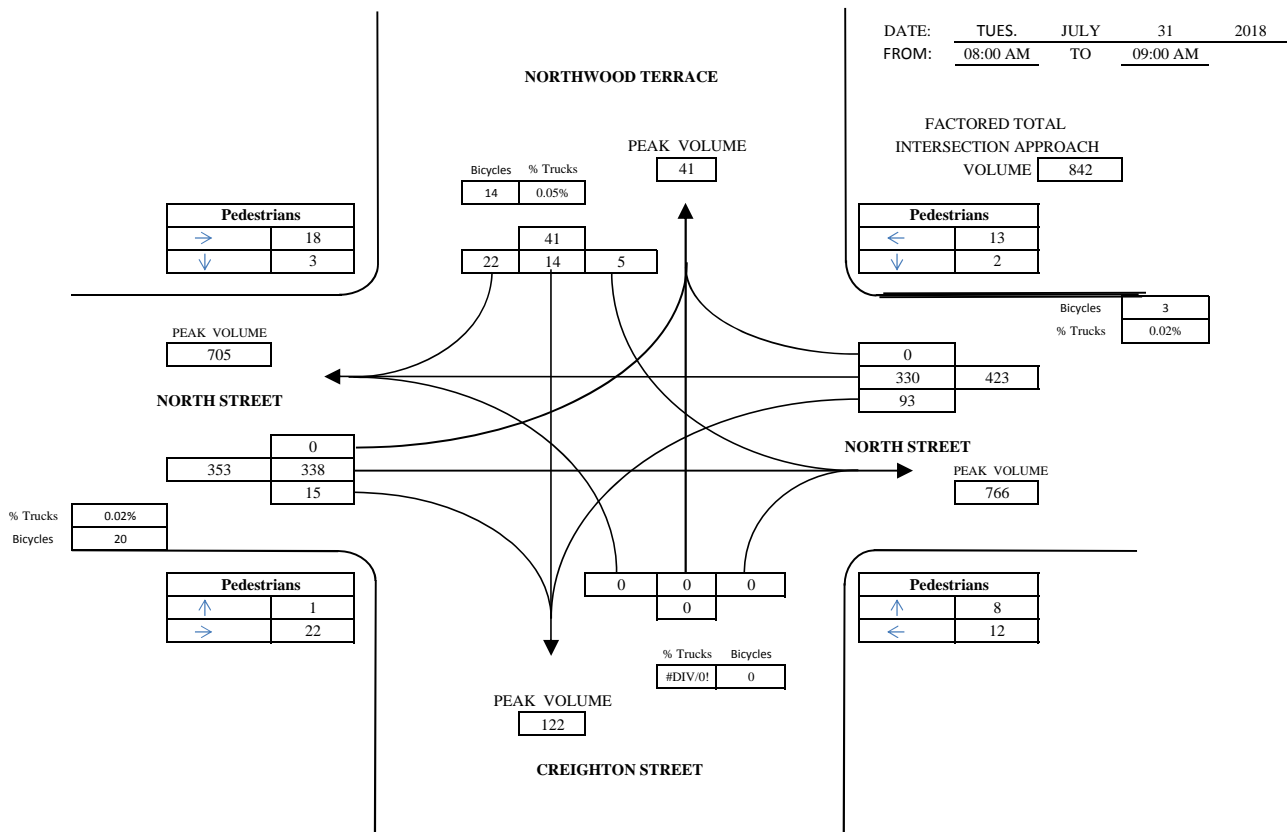 DATE: TUES. JULY 31 2018
FROM: 08:00 AM TO 09:00 AM
NORTHWOOD TERRACE
FACTORED TOTAL
INTERSECTION APPROACH
VOLUME 842
PEAK VOLUME
41
Bicycles % Trucks
14 0.05%
Pedestrians
→ 18
↓ 3
41
22 14 5
Pedestrians
← 13
↓ 2
Bicycles 3
% Trucks 0.02%
PEAK VOLUME
705
0
330 423
93
NORTH STREET
0
353 338
15
NORTH STREET
PEAK VOLUME
766
% Trucks 0.02%
Bicycles 20
Pedestrians
↑ 1
→ 22
0 0 0
0
Pedestrians
↑ 8
← 12
% Trucks Bicycles
#DIV/0! 0
PEAK VOLUME
122
CREIGHTON STREET